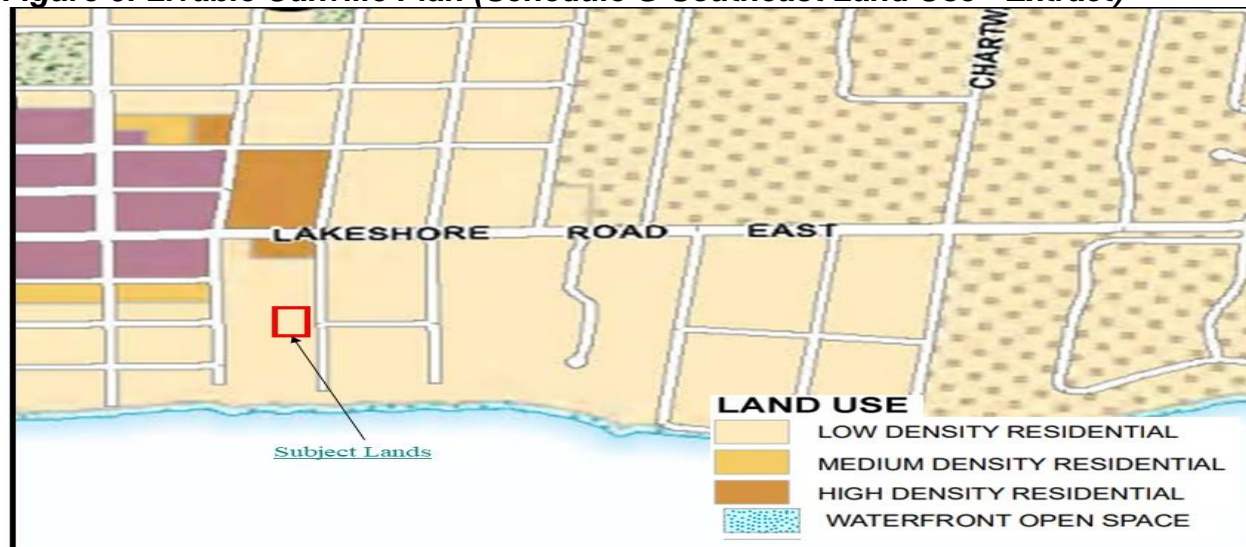 CHARTW
LAKESHORE ROAD EAST
Subject Lands
LAND USE
LOW DENSITY RESIDENTIAL
MEDIUM DENSITY RESIDENTIAL
HIGH DENSITY RESIDENTIAL
WATERFRONT OPEN SPACE